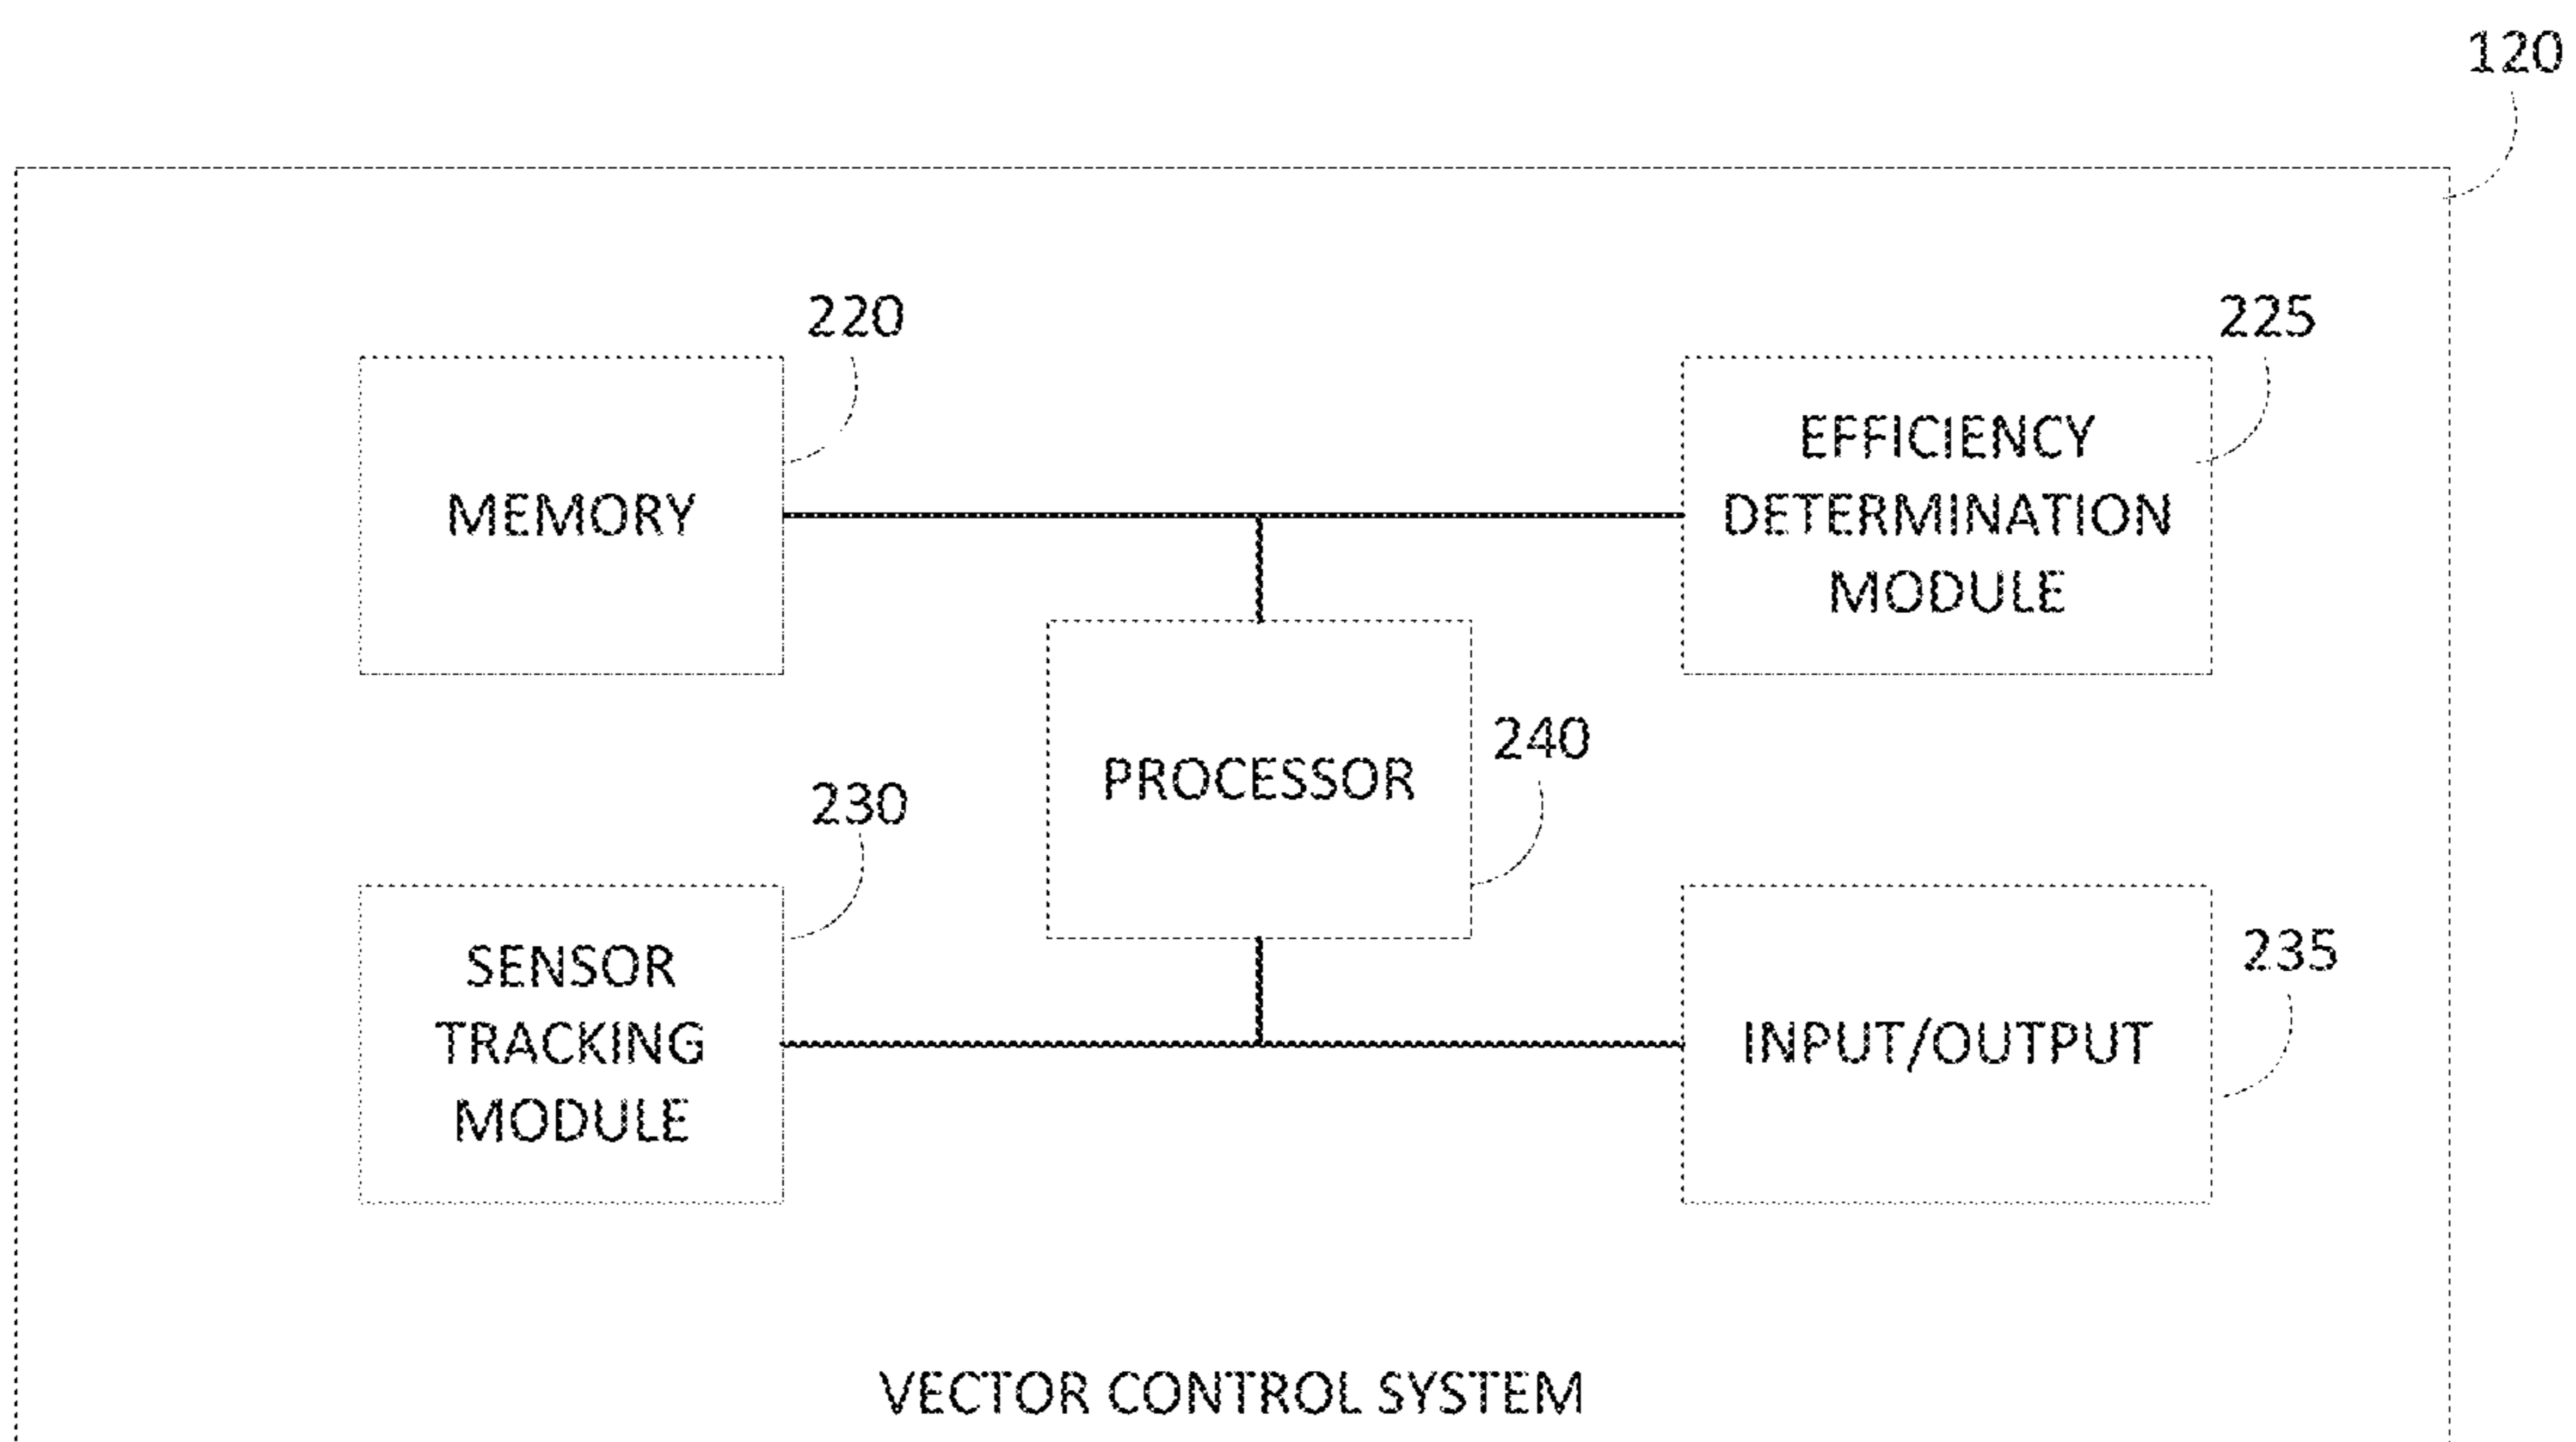 120
220
225
MEMORY
EFFICIENCY
DETERMINATION
MODULE
240
PROCESSOR
230
SENSOR
TRACKING
MODULE
235
INPUT/OUTPUT
VECTOR CONTROL SYSTEM